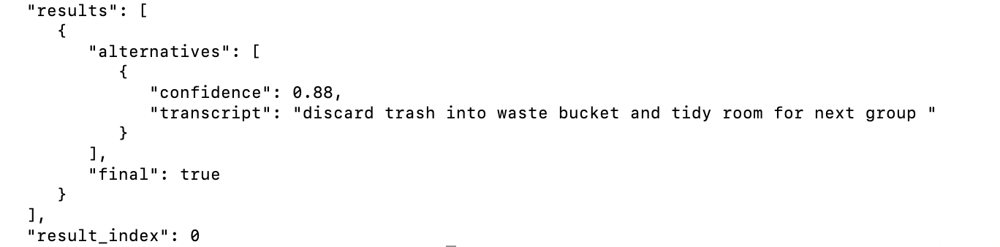 "results": [
{
"alternatives": [
{
"confidence": 0.88,
"transcript": "discard trash into waste bucket and tidy room for next group "
}
],
"final": true
}
],
"result_index": 0